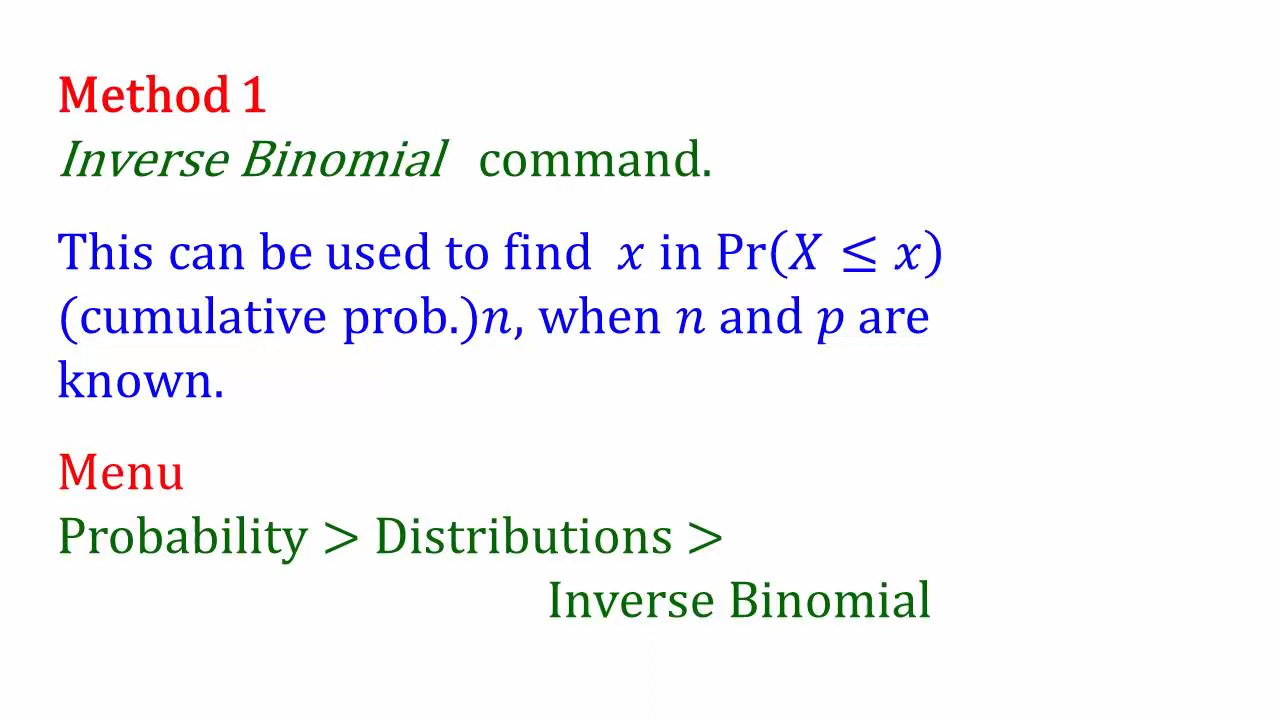 Method 1
Inverse Binomial command.
This can be used to find x in Pr(X ≤ x)
(cumulative prob.)n, when n and p are
known.
Menu
Probability > Distributions >
Inverse Binomial